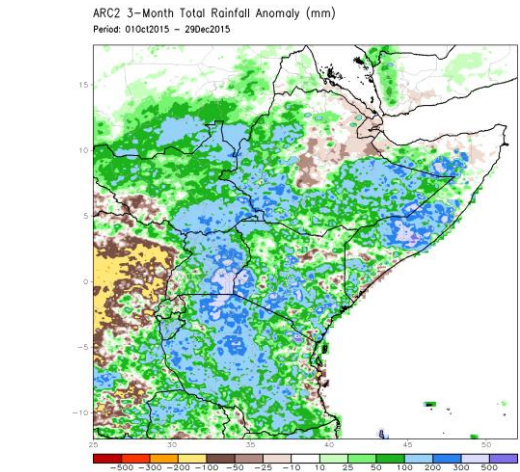 ARC2 3-Month Total Rainfall Anomaly (mm)
Period: 01Oct2015 - 29Dec2015
15
10
5
0
-5
-10
25 30 35 40 45 50
-500 -300 -200 -100 -50 -25 -10 10 25 50 100 200 300 500